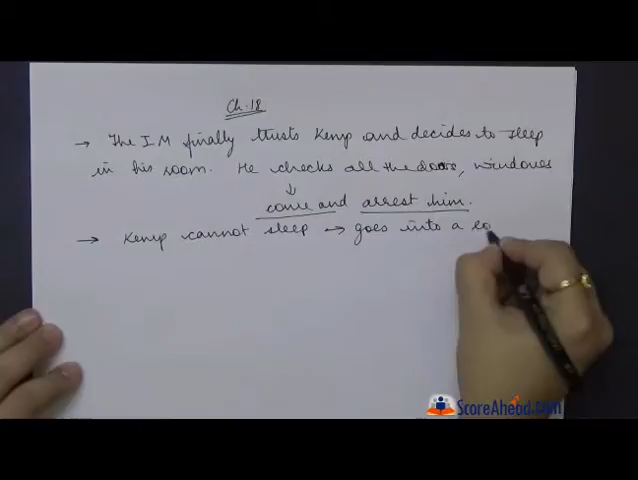 Ch. 18
→ The I M finally trusts Kemp and decides to sleep
in his room. He checks all the doors, windows
↓
come and arrest him.
→ Kemp cannot sleep → goes into a co
ScoreAhead.com